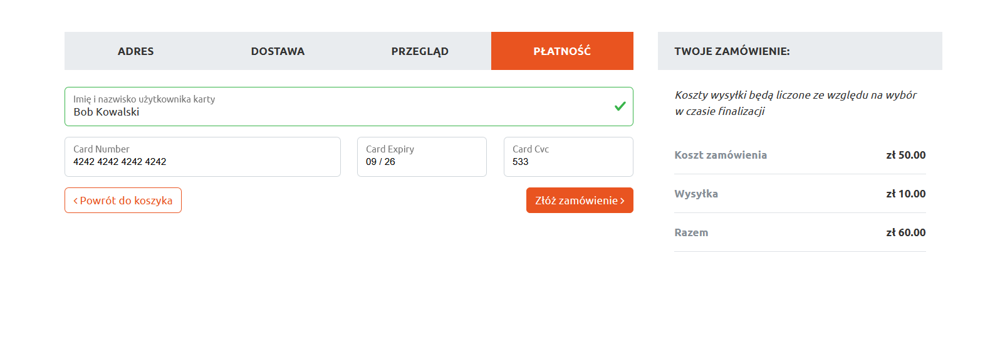 ADRES DOSTAWA PRZEGLĄD PŁATNOŚĆ
Imię i nazwisko użytkownika karty
Bob Kowalski
Card Number Card Expiry Card Cvc
4242 4242 4242 4242 09 / 26 533
‹ Powrót do koszyka Złóż zamówienie ›
TWOJE ZAMÓWIENIE:
Koszty wysyłki będą liczone ze względu na wybór
w czasie finalizacji
Koszt zamówienia zł 50.00
Wysyłka zł 10.00
Razem zł 60.00